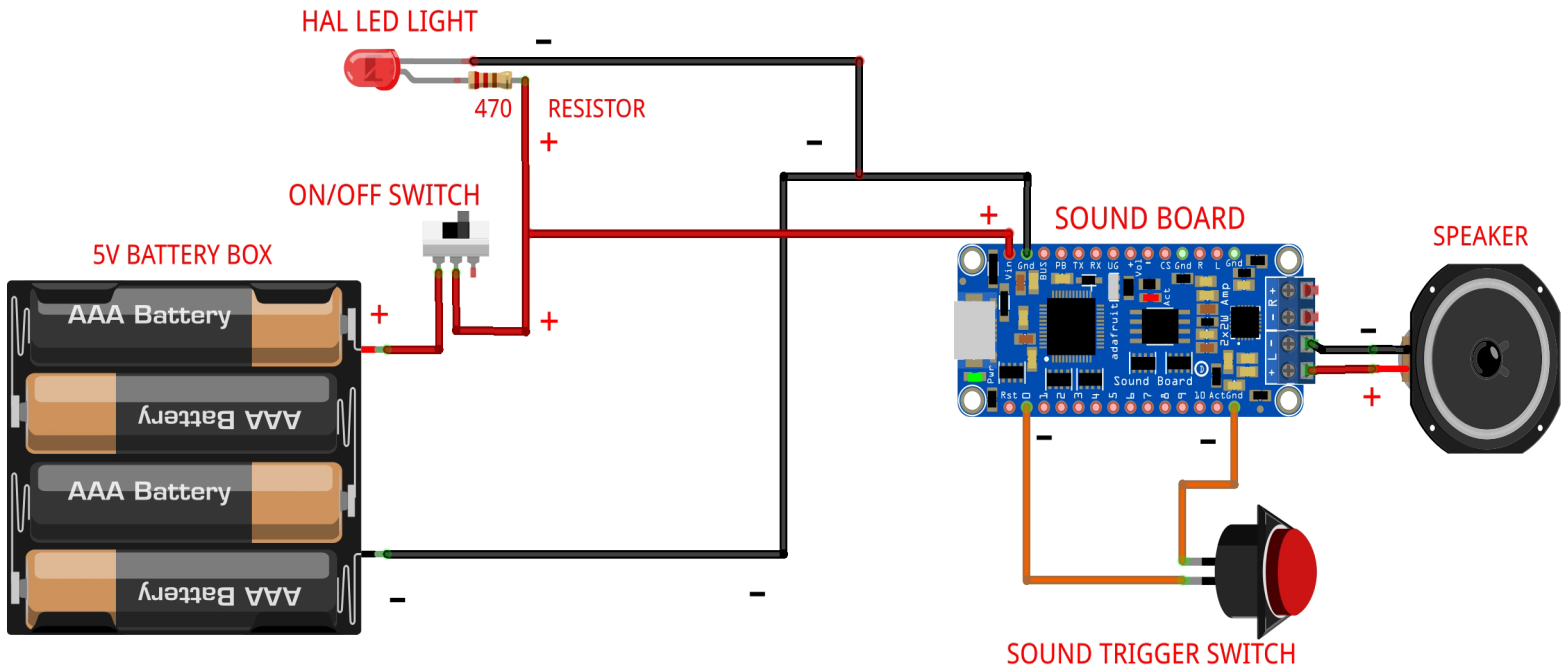 HAL LED LIGHT
-
470 RESISTOR
+
-
ON/OFF SWITCH
+
SOUND BOARD
SPEAKER
5V BATTERY BOX
AAA Battery
+
+
AAA Battery
AAA Battery
AAA Battery
-
-
Vin Gnd BUS PB TX RX UG + Vol - CS Gnd R L Gnd
Act
adafruit
2x2W Amp
- R +
+ L -
Pwr
Sound Board
Rst 0 1 2 3 4 5 6 7 8 9 10 Act Gnd
-
+
-
-
SOUND TRIGGER SWITCH